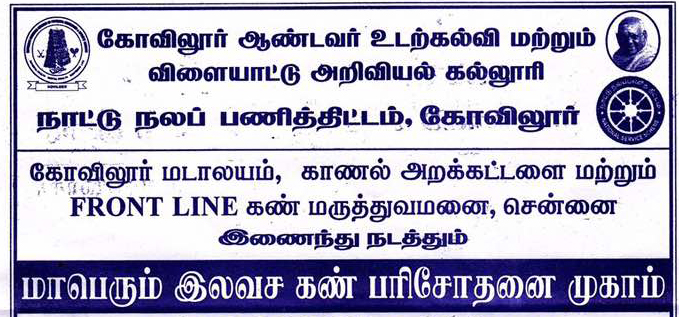 கோவிலூர் ஆண்டவர் உடற்கல்வி மற்றும்
விளையாட்டு அறிவியல் கல்லூரி
நாட்டு நலப் பணித்திட்டம், கோவிலூர்
கோவிலூர் மடாலயம், காணல் அறக்கட்டளை மற்றும்
FRONT LINE கண் மருத்துவமனை, சென்னை
இணைந்து நடத்தும்
மாபெரும் இலவச கண் பரிசோதனை முகாம்